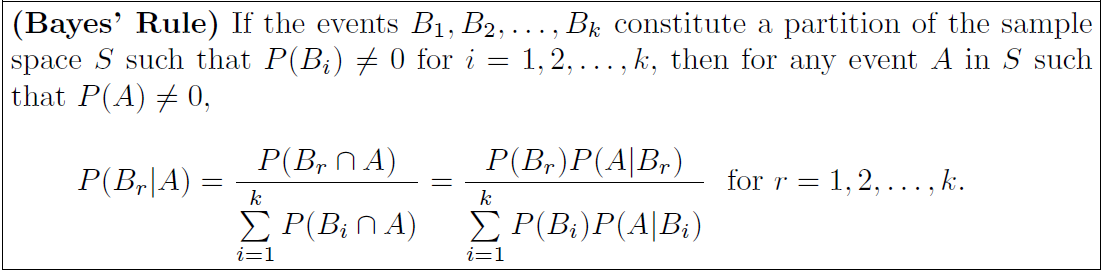 (Bayes' Rule) If the events B₁, B₂, . . . , Bₖ constitute a partition of the sample
space S such that P(Bᵢ) ≠ 0 for i = 1, 2, . . . , k, then for any event A in S such
that P(A) ≠ 0,
P(Bᵣ|A) = P(Bᵣ ∩ A) / ∑_{i=1}^{k} P(Bᵢ ∩ A) = P(Bᵣ)P(A|Bᵣ) / ∑_{i=1}^{k} P(Bᵢ)P(A|Bᵢ) for r = 1, 2, . . . , k.